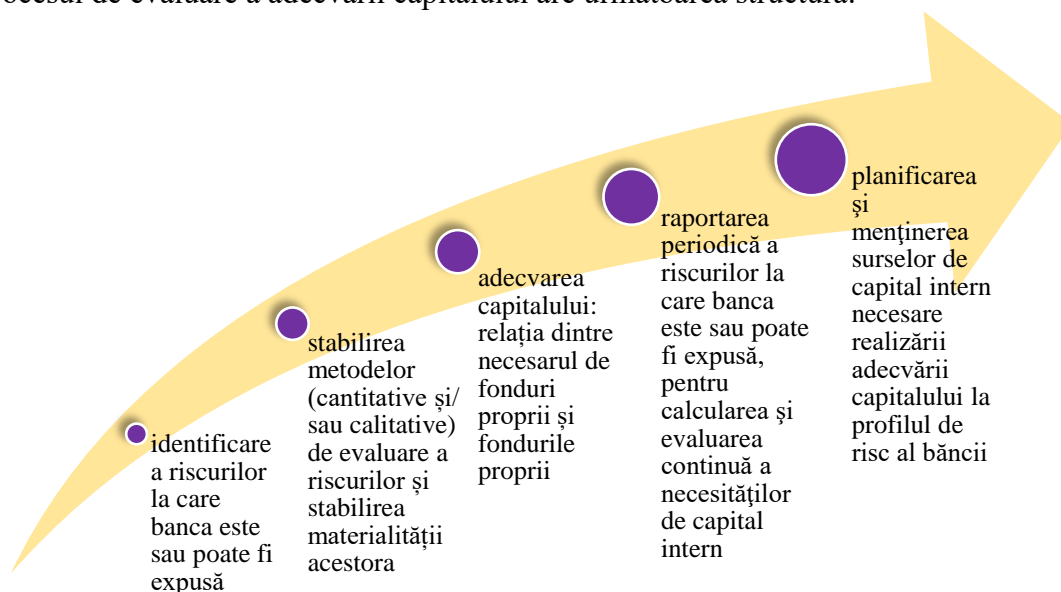 ocesul de evaluare a adecvării capitalului are următoarea structură:
identificare
a riscurilor
la care
banca este
sau poate fi
expusă
stabilirea
metodelor
(cantitative și/
sau calitative)
de evaluare a
riscurilor și
stabilirea
materialității
acestora
adecvarea
capitalului:
relația dintre
necesarul de
fonduri
proprii și
fondurile
proprii
raportarea
periodică a
riscurilor la
care banca
este sau poate
fi expusă,
pentru
calcularea şi
evaluarea
continuă a
necesităţilor
de capital
intern
planificarea
şi
menţinerea
surselor de
capital intern
necesare
realizării
adecvării
capitalului la
profilul de
risc al băncii